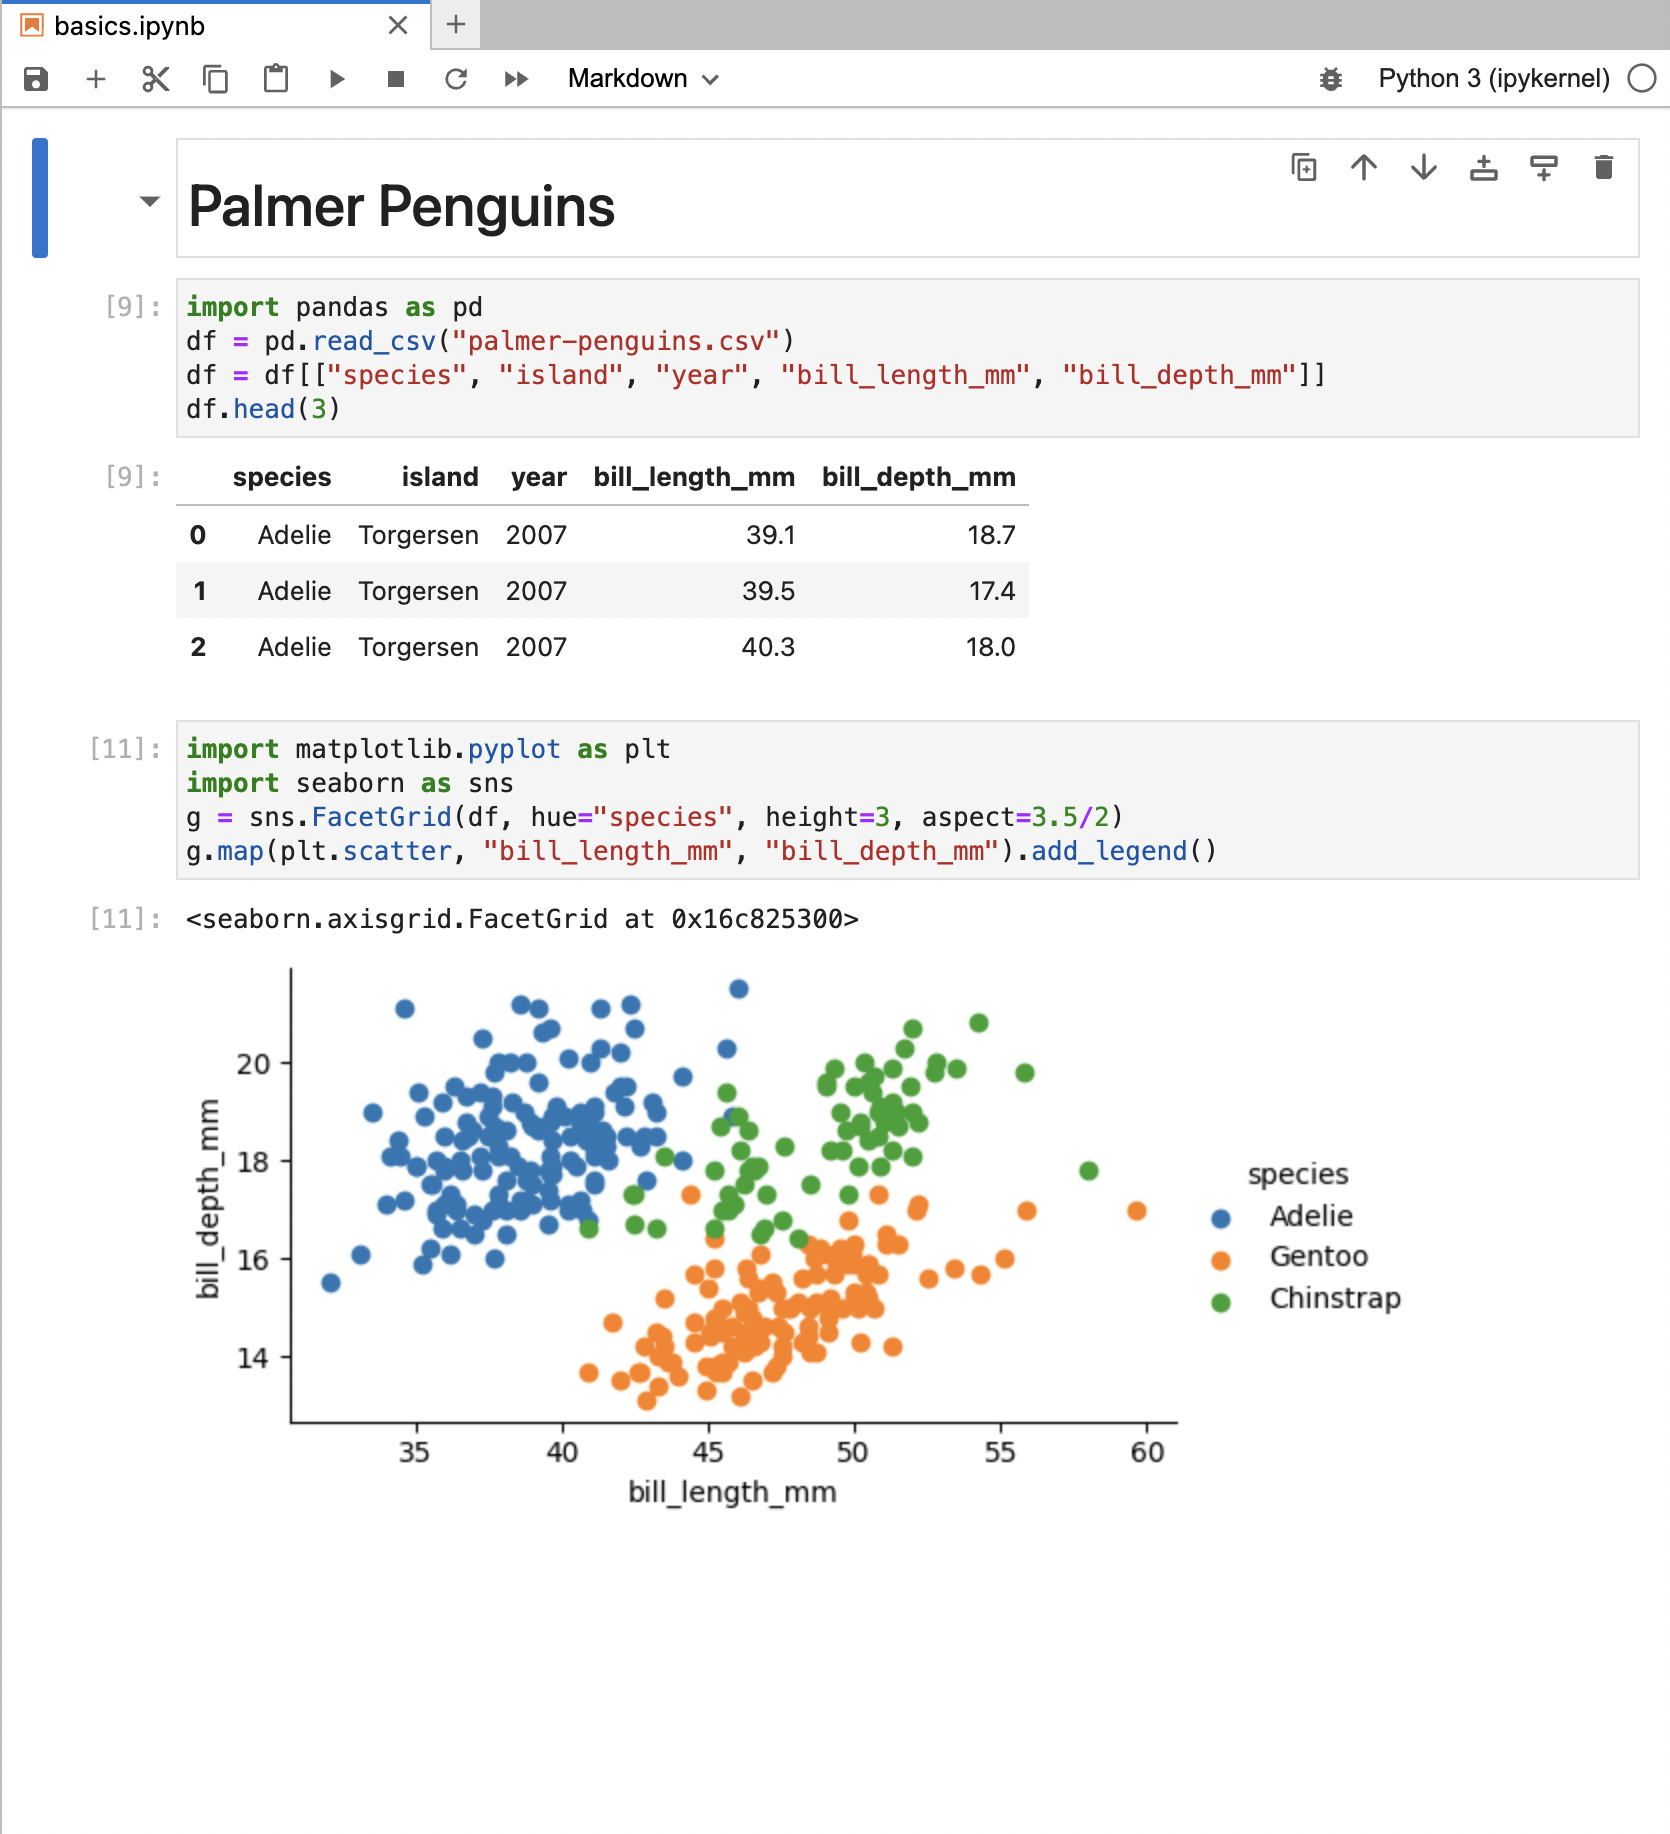 basics.ipynb
Markdown Python 3 (ipykernel)
Palmer Penguins
[9]: import pandas as pd
df = pd.read_csv("palmer-penguins.csv")
df = df[["species", "island", "year", "bill_length_mm", "bill_depth_mm"]]
df.head(3)
[9]: species island year bill_length_mm bill_depth_mm
0 Adelie Torgersen 2007 39.1 18.7
1 Adelie Torgersen 2007 39.5 17.4
2 Adelie Torgersen 2007 40.3 18.0
[11]: import matplotlib.pyplot as plt
import seaborn as sns
g = sns.FacetGrid(df, hue="species", height=3, aspect=3.5/2)
g.map(plt.scatter, "bill_length_mm", "bill_depth_mm").add_legend()
[11]: <seaborn.axisgrid.FacetGrid at 0x16c825300>
bill_depth_mm
20
18
16
14
35 40 45 50 55 60
bill_length_mm
species
Adelie
Gentoo
Chinstrap